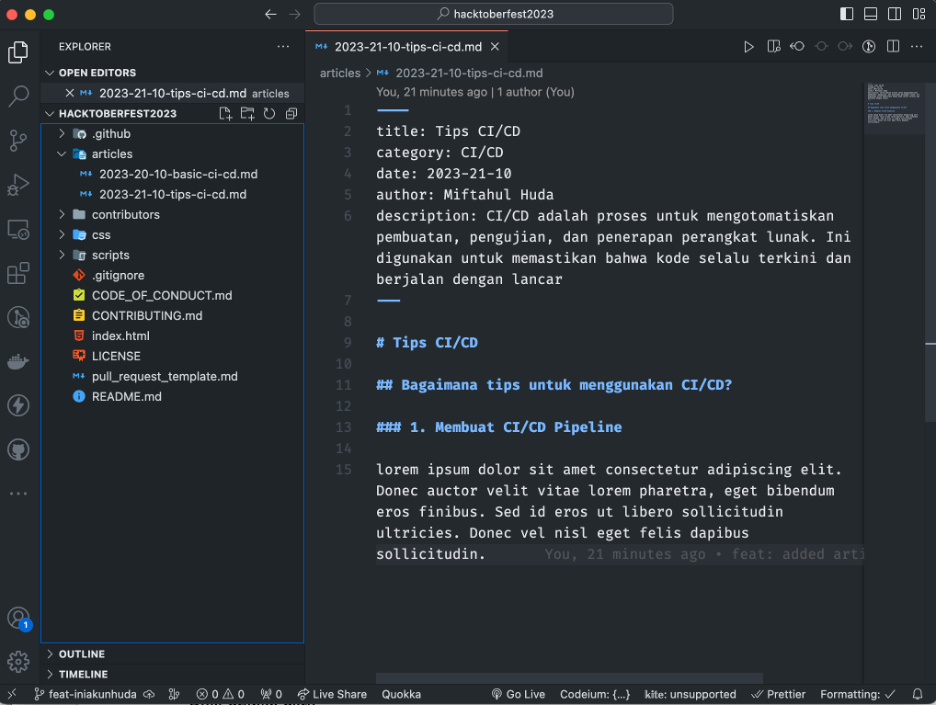 hacktoberfest2023
EXPLORER
OPEN EDITORS
2023-21-10-tips-ci-cd.md articles
HACKTOBERFEST2023
.github
articles
2023-20-10-basic-ci-cd.md
2023-21-10-tips-ci-cd.md
contributors
css
scripts
.gitignore
CODE_OF_CONDUCT.md
CONTRIBUTING.md
index.html
LICENSE
pull_request_template.md
README.md
OUTLINE
TIMELINE
2023-21-10-tips-ci-cd.md
articles > 2023-21-10-tips-ci-cd.md
You, 21 minutes ago | 1 author (You)
1 ---
2 title: Tips CI/CD
3 category: CI/CD
4 date: 2023-21-10
5 author: Miftahul Huda
6 description: CI/CD adalah proses untuk mengotomatiskan
pembuatan, pengujian, dan penerapan perangkat lunak. Ini
digunakan untuk memastikan bahwa kode selalu terkini dan
berjalan dengan lancar
7 ---
8
9 # Tips CI/CD
10
11 ## Bagaimana tips untuk menggunakan CI/CD?
12
13 ### 1. Membuat CI/CD Pipeline
14
15 lorem ipsum dolor sit amet consectetur adipiscing elit.
Donec auctor velit vitae lorem pharetra, eget bibendum
eros finibus. Sed id eros ut libero sollicitudin
ultricies. Donec vel nisl eget felis dapibus
sollicitudin. You, 21 minutes ago • feat: added arti
1
feat-iniakunhuda 0 0 0 Live Share Quokka Go Live Codeium: {...} kite: unsupported Prettier Formatting: